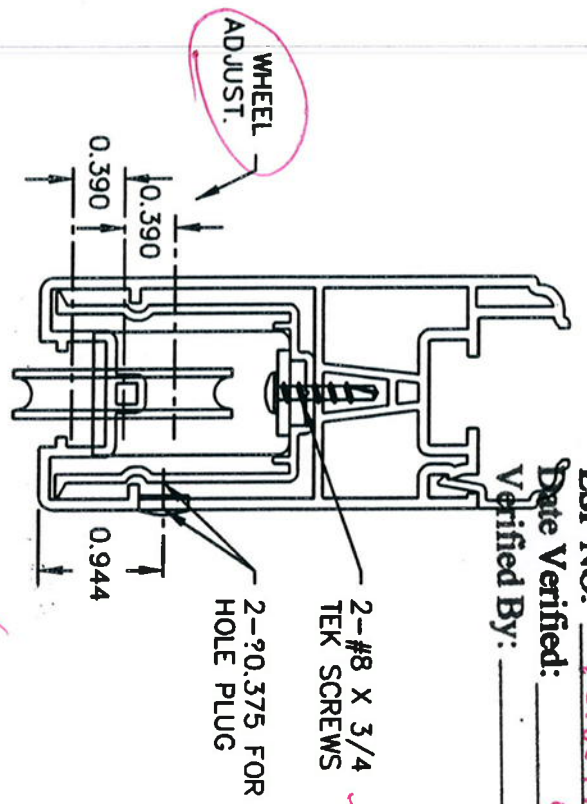 WHEEL
ADJUST.
0.390
0.390
Date Verified:
Verified By:
2-#8 X 3/4
TEK SCREWS
2-?0.375 FOR
HOLE PLUG
0.944